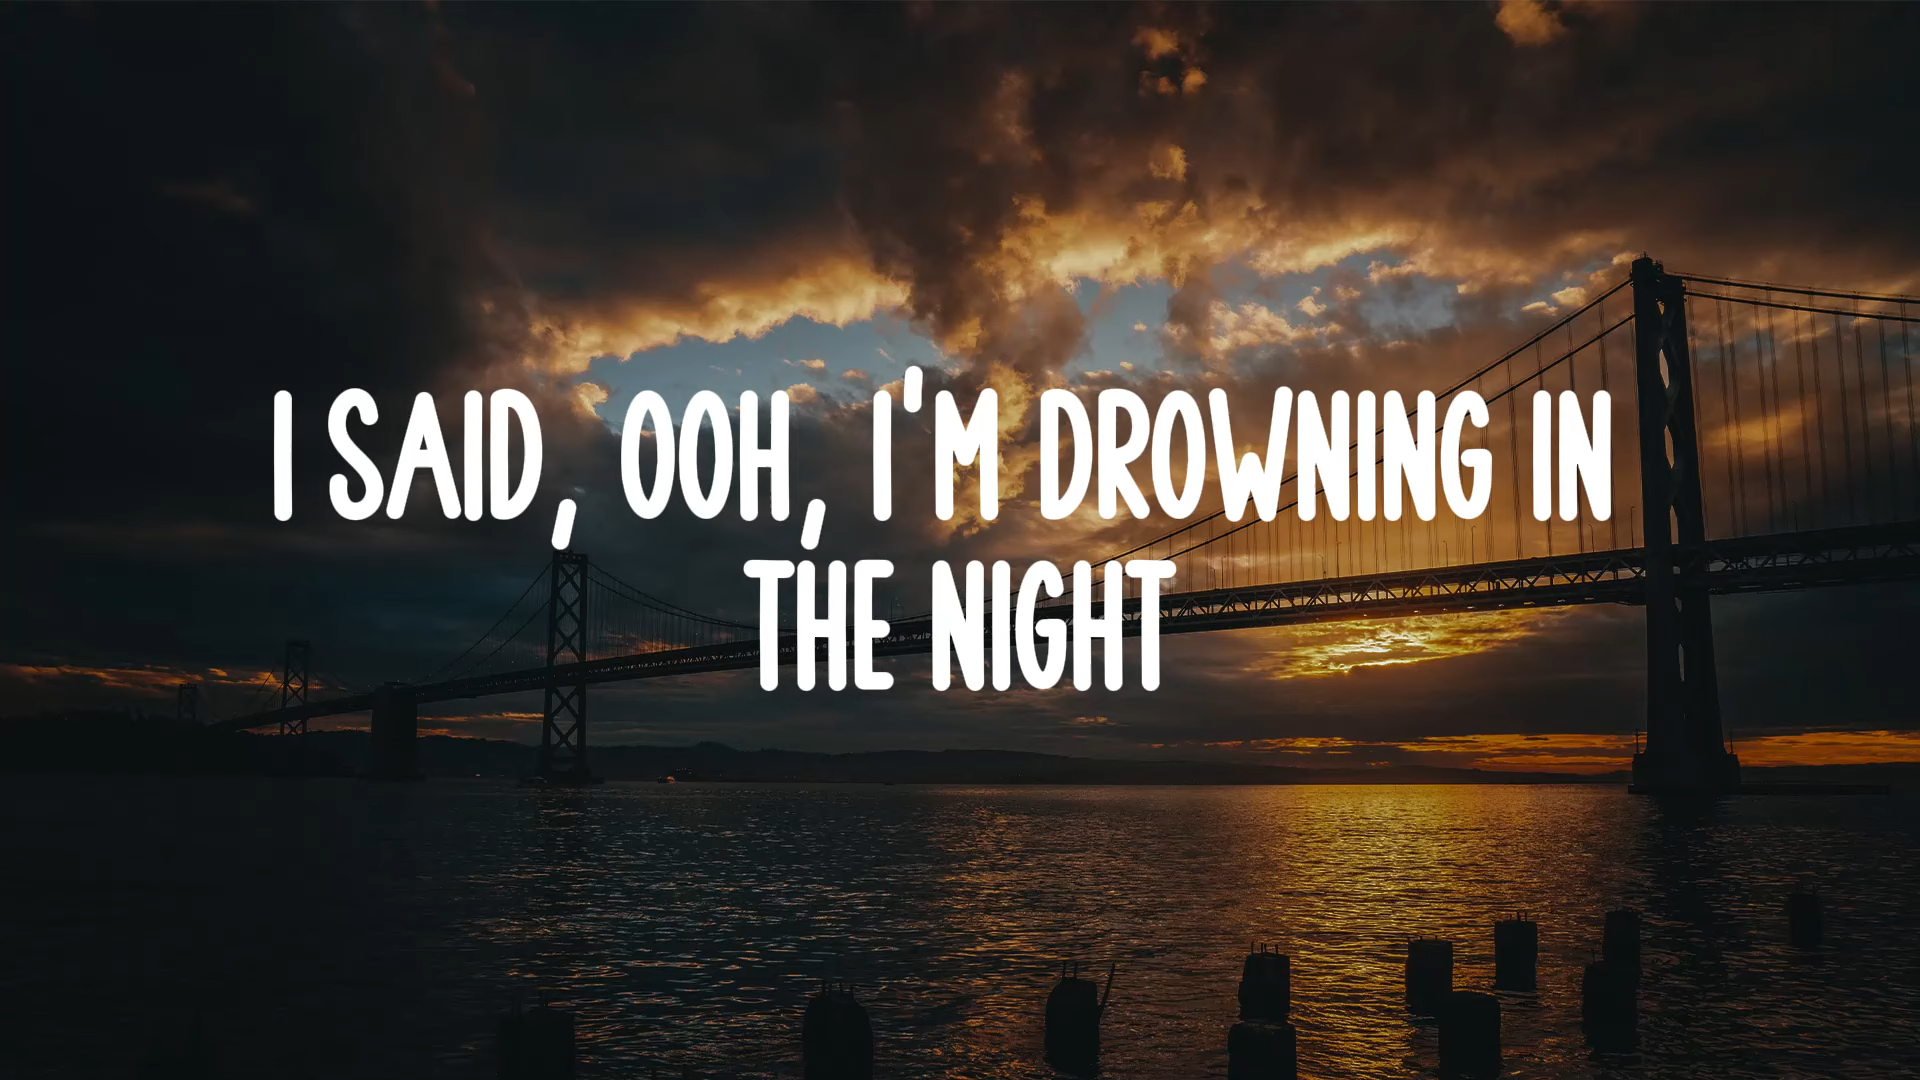 I SAID, OOH, I'M DROWNING IN
THE NIGHT